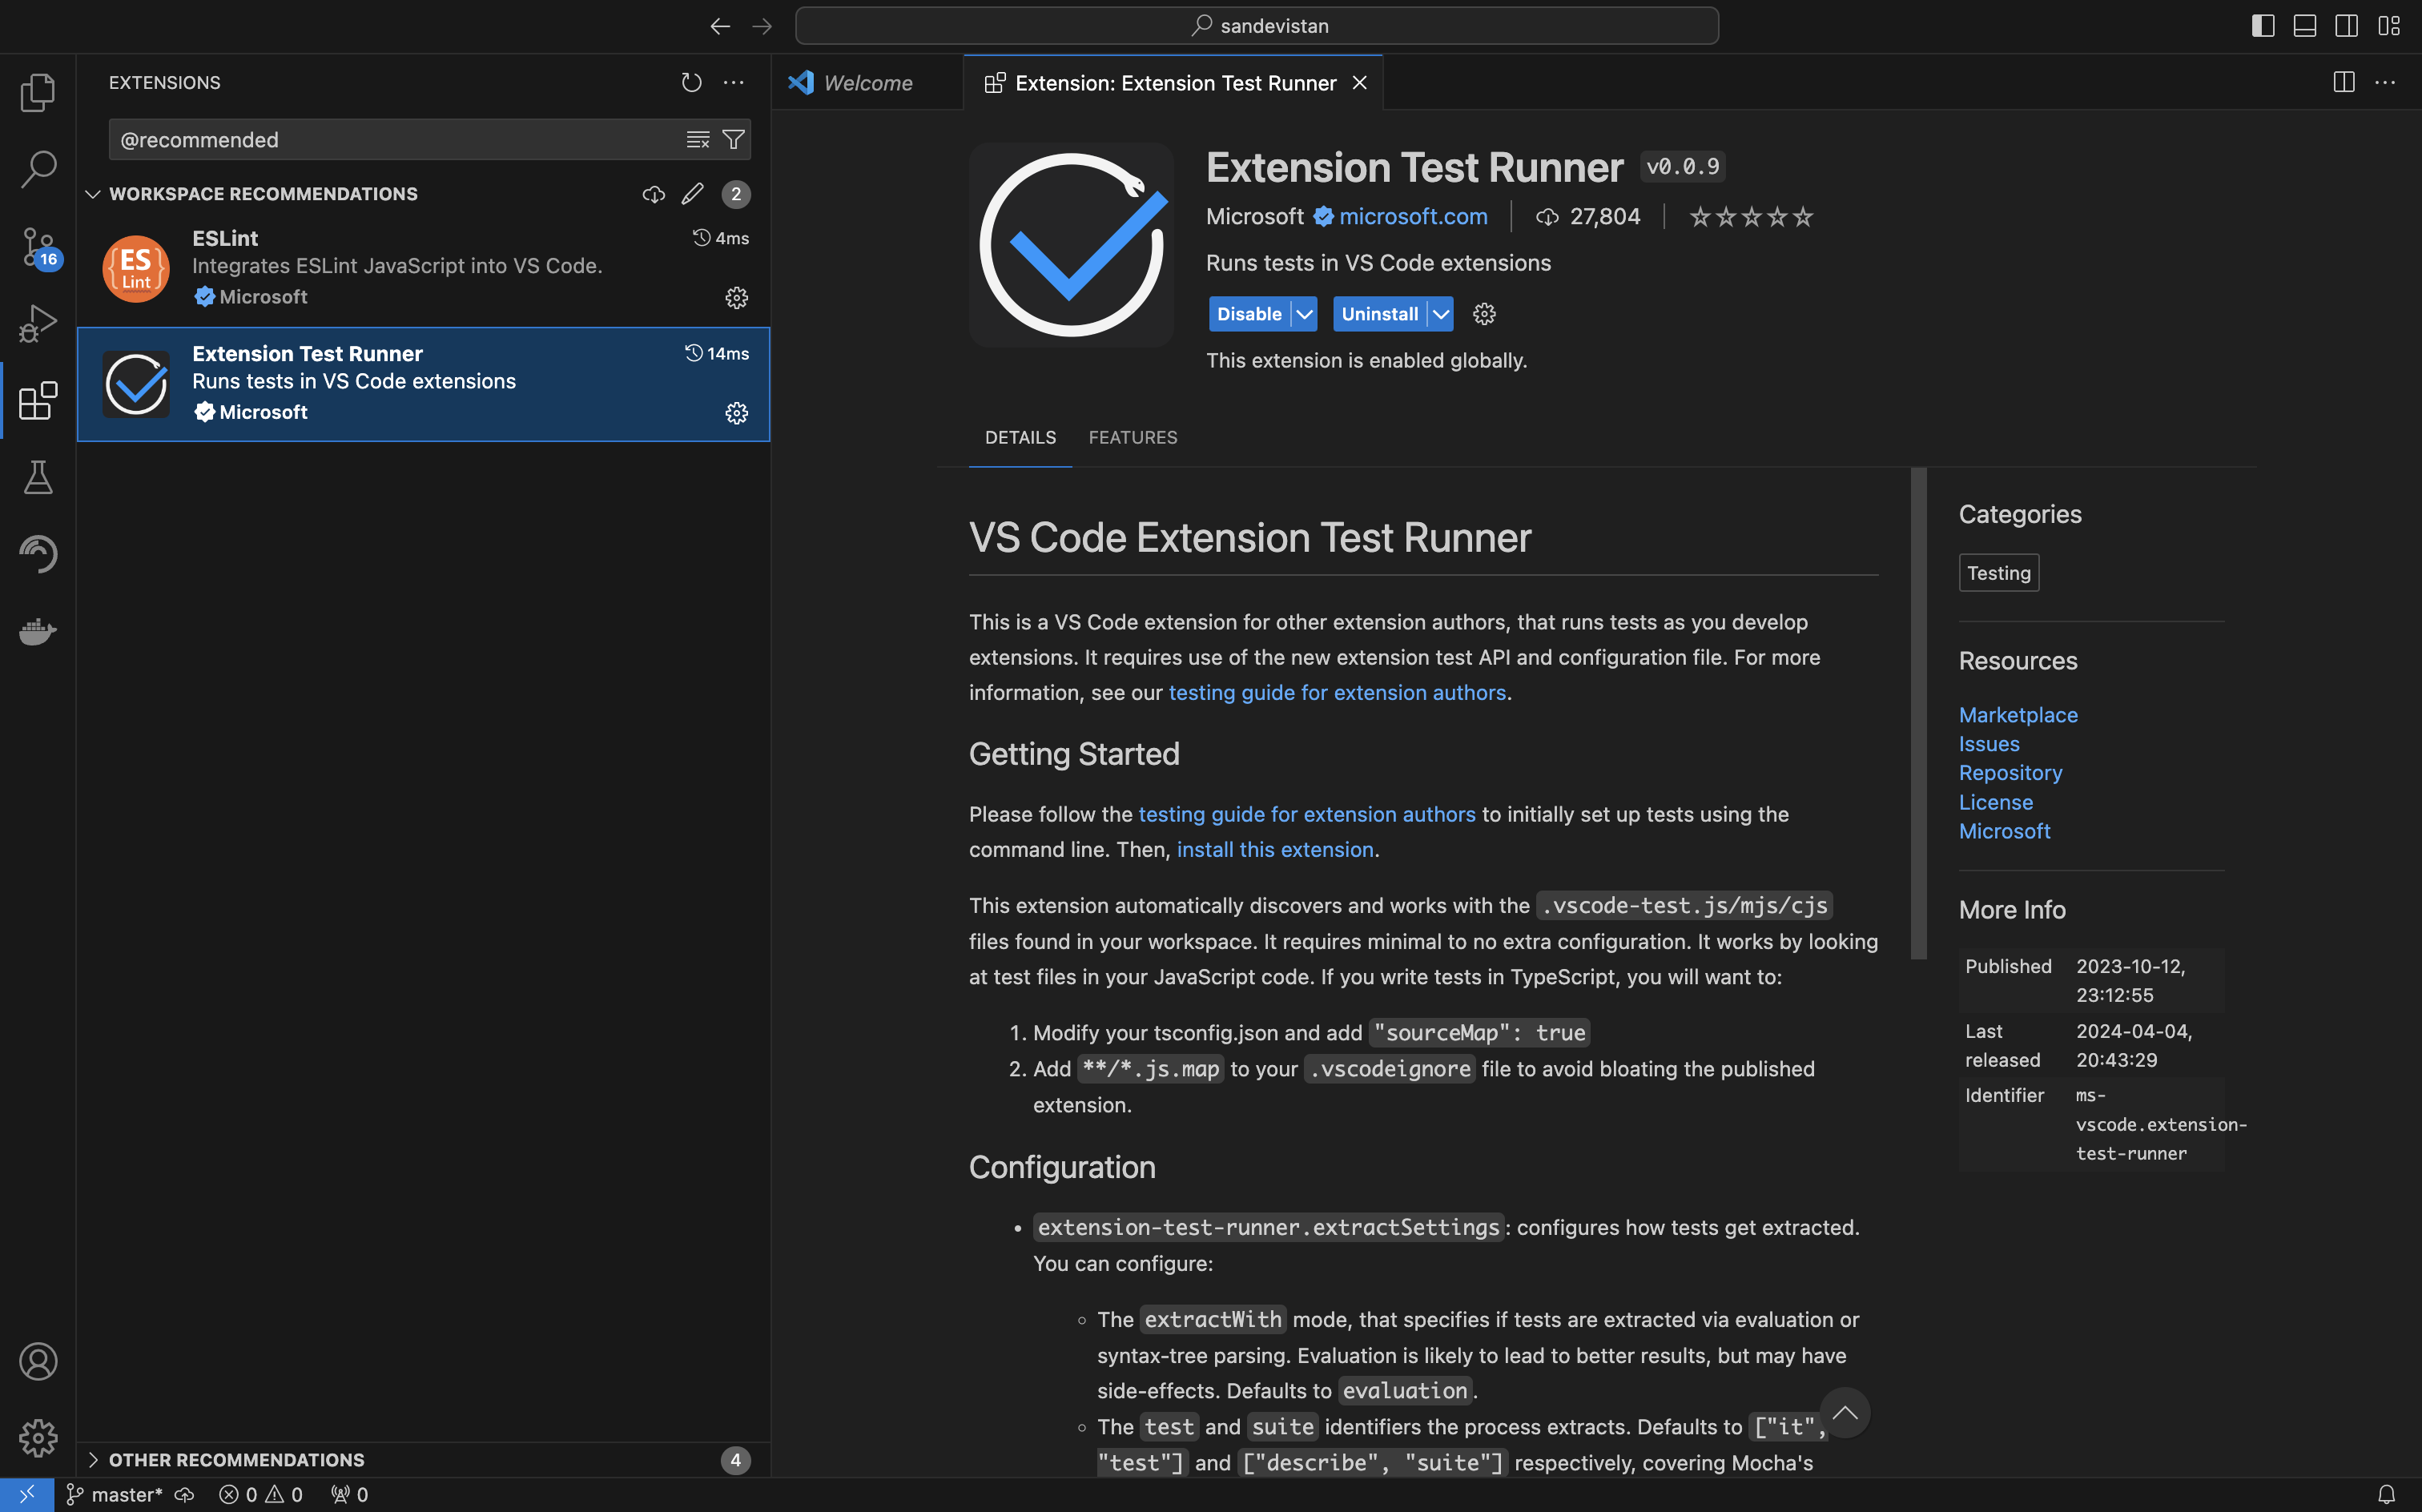 sandevistan
EXTENSIONS
@recommended
WORKSPACE RECOMMENDATIONS
2
ES
Lint
ESLint
4ms
Integrates ESLint JavaScript into VS Code.
Microsoft
16
Extension Test Runner
14ms
Runs tests in VS Code extensions
Microsoft
OTHER RECOMMENDATIONS
4
Welcome
Extension: Extension Test Runner
Extension Test Runner v0.0.9
Microsoft microsoft.com 27,804
Runs tests in VS Code extensions
Disable
Uninstall
This extension is enabled globally.
DETAILS
FEATURES
VS Code Extension Test Runner
This is a VS Code extension for other extension authors, that runs tests as you develop
extensions. It requires use of the new extension test API and configuration file. For more
information, see our testing guide for extension authors.
Getting Started
Please follow the testing guide for extension authors to initially set up tests using the
command line. Then, install this extension.
This extension automatically discovers and works with the .vscode-test.js/mjs/cjs
files found in your workspace. It requires minimal to no extra configuration. It works by looking
at test files in your JavaScript code. If you write tests in TypeScript, you will want to:
1. Modify your tsconfig.json and add "sourceMap": true
2. Add **/*.js.map to your .vscodeignore file to avoid bloating the published
extension.
Configuration
• extension-test-runner.extractSettings: configures how tests get extracted.
You can configure:
◦ The extractWith mode, that specifies if tests are extracted via evaluation or
syntax-tree parsing. Evaluation is likely to lead to better results, but may have
side-effects. Defaults to evaluation.
◦ The test and suite identifiers the process extracts. Defaults to ["it",
"test"] and ["describe", "suite"] respectively, covering Mocha's
Categories
Testing
Resources
Marketplace
Issues
Repository
License
Microsoft
More Info
Published 2023-10-12,
23:12:55
Last 2024-04-04,
released 20:43:29
Identifier ms-
vscode.extension-
test-runner
master* 0 0 0